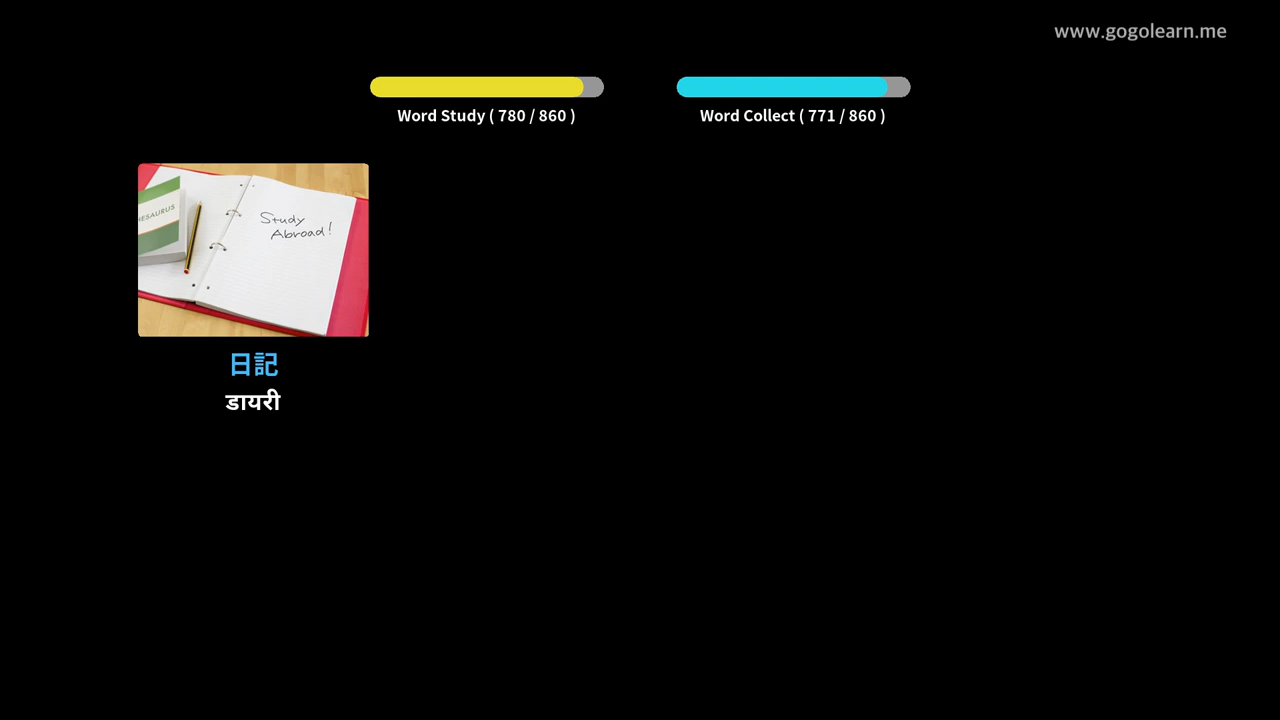 www.gogolearn.me
Word Study ( 780 / 860 )
Word Collect ( 771 / 860 )
Study
Abroad!
日記
डायरी